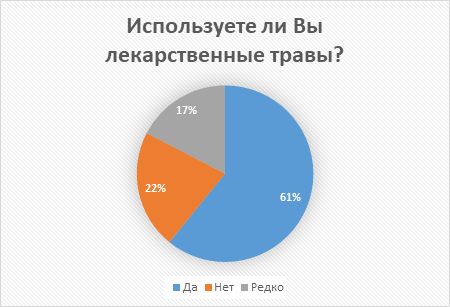 Используете ли Вы
лекарственные травы?
17%
22%
61%
Да Нет Редко